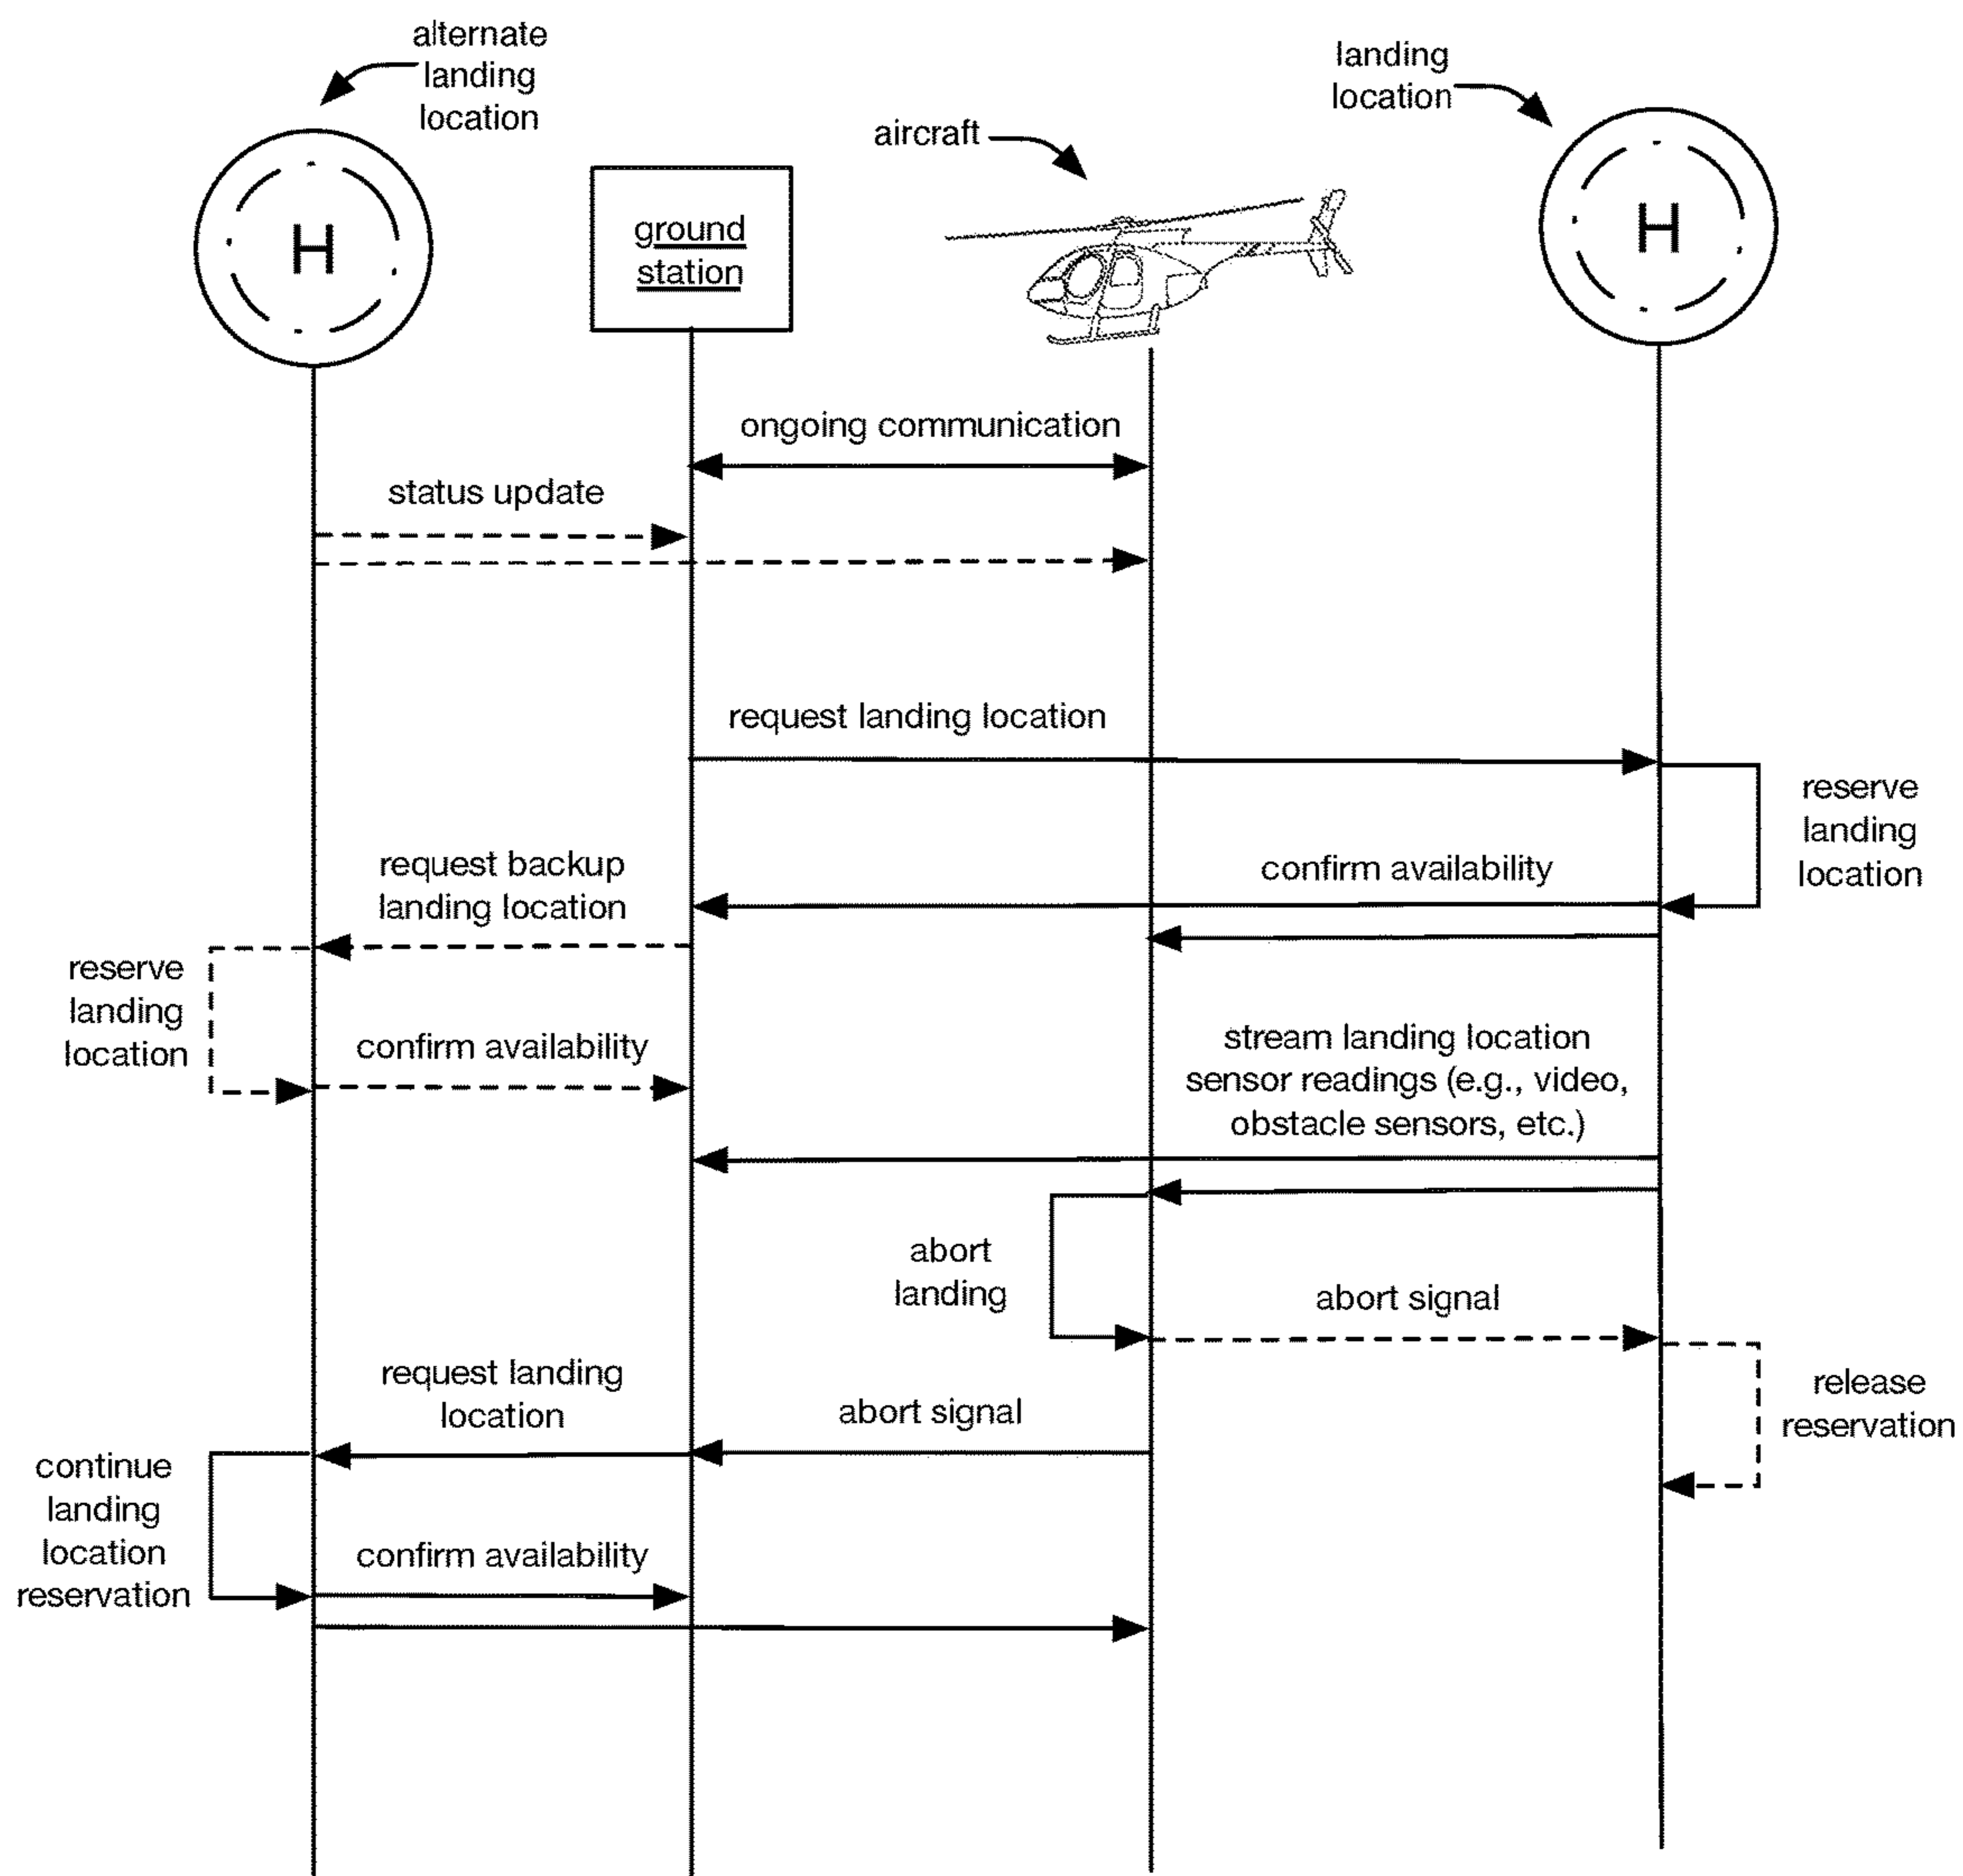 alternate
landing
location
landing
location
aircraft
H
ground
station
H
ongoing communication
status update
request landing location
reserve
landing
location
request backup
landing location
confirm availability
reserve
landing
location
confirm availability
stream landing location
sensor readings (e.g., video,
obstacle sensors, etc.)
abort
landing
abort signal
request landing
location
abort signal
release
reservation
continue
landing
location
reservation
confirm availability